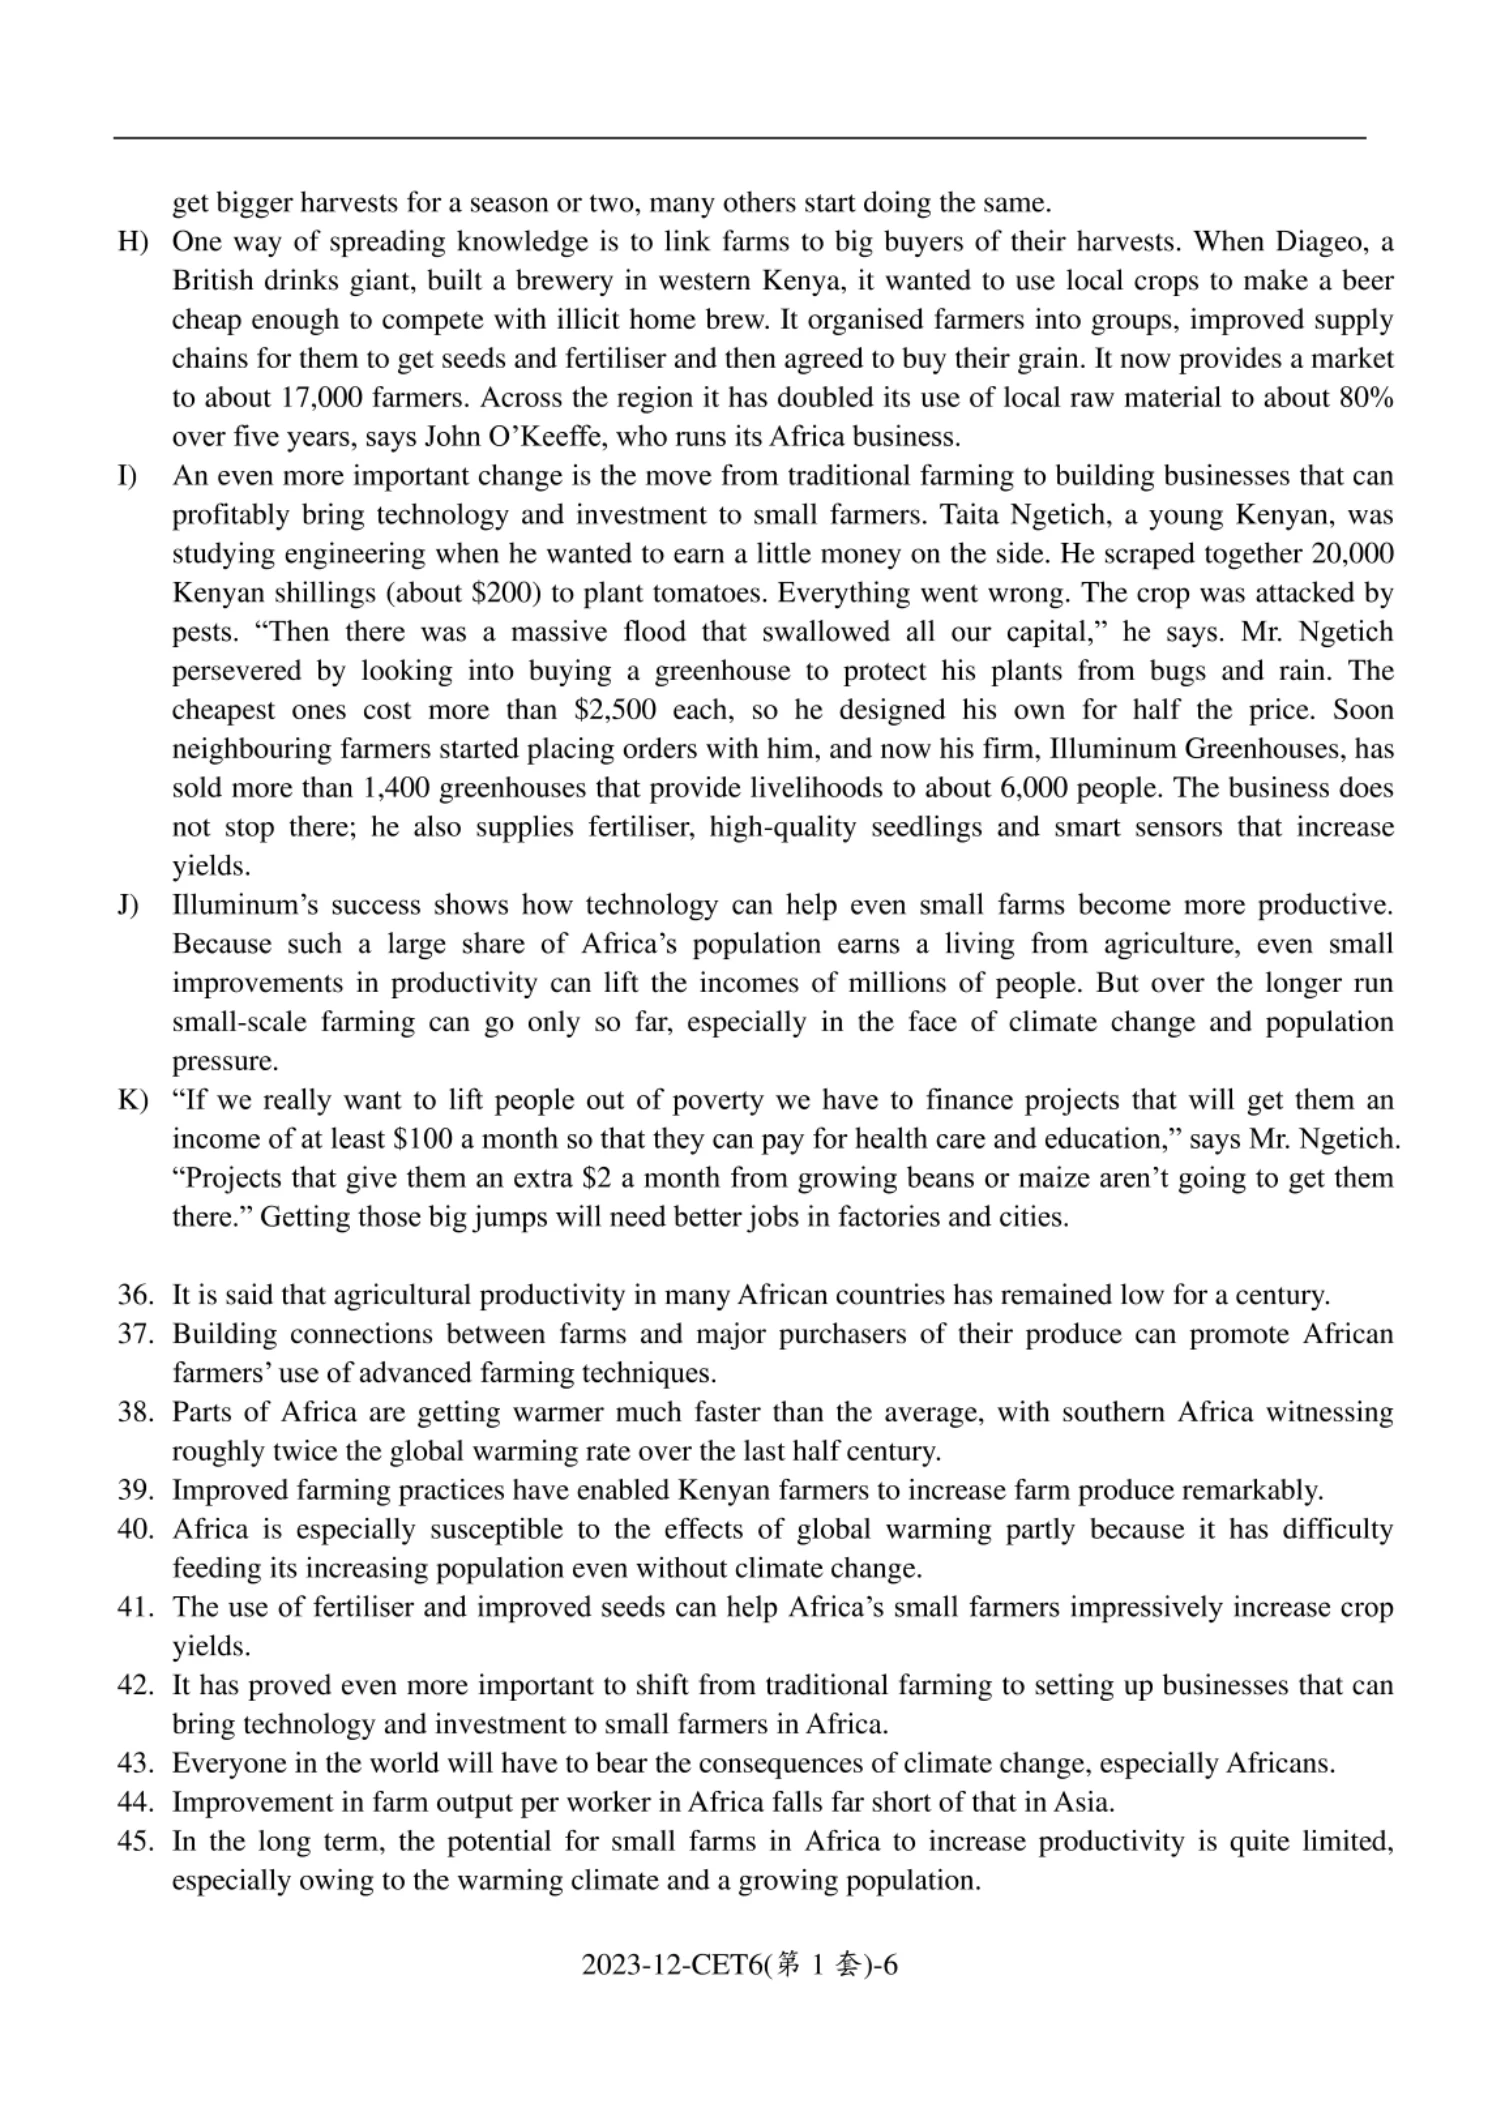 get bigger harvests for a season or two, many others start doing the same.
H) One way of spreading knowledge is to link farms to big buyers of their harvests. When Diageo, a
British drinks giant, built a brewery in western Kenya, it wanted to use local crops to make a beer
cheap enough to compete with illicit home brew. It organised farmers into groups, improved supply
chains for them to get seeds and fertiliser and then agreed to buy their grain. It now provides a market
to about 17,000 farmers. Across the region it has doubled its use of local raw material to about 80%
over five years, says John O’Keeffe, who runs its Africa business.
I) An even more important change is the move from traditional farming to building businesses that can
profitably bring technology and investment to small farmers. Taita Ngetich, a young Kenyan, was
studying engineering when he wanted to earn a little money on the side. He scraped together 20,000
Kenyan shillings (about $200) to plant tomatoes. Everything went wrong. The crop was attacked by
pests. “Then there was a massive flood that swallowed all our capital,” he says. Mr. Ngetich
persevered by looking into buying a greenhouse to protect his plants from bugs and rain. The
cheapest ones cost more than $2,500 each, so he designed his own for half the price. Soon
neighbouring farmers started placing orders with him, and now his firm, Illuminum Greenhouses, has
sold more than 1,400 greenhouses that provide livelihoods to about 6,000 people. The business does
not stop there; he also supplies fertiliser, high-quality seedlings and smart sensors that increase
yields.
J) Illuminum’s success shows how technology can help even small farms become more productive.
Because such a large share of Africa’s population earns a living from agriculture, even small
improvements in productivity can lift the incomes of millions of people. But over the longer run
small-scale farming can go only so far, especially in the face of climate change and population
pressure.
K) “If we really want to lift people out of poverty we have to finance projects that will get them an
income of at least $100 a month so that they can pay for health care and education,” says Mr. Ngetich.
“Projects that give them an extra $2 a month from growing beans or maize aren’t going to get them
there.” Getting those big jumps will need better jobs in factories and cities.
36. It is said that agricultural productivity in many African countries has remained low for a century.
37. Building connections between farms and major purchasers of their produce can promote African
farmers’ use of advanced farming techniques.
38. Parts of Africa are getting warmer much faster than the average, with southern Africa witnessing
roughly twice the global warming rate over the last half century.
39. Improved farming practices have enabled Kenyan farmers to increase farm produce remarkably.
40. Africa is especially susceptible to the effects of global warming partly because it has difficulty
feeding its increasing population even without climate change.
41. The use of fertiliser and improved seeds can help Africa’s small farmers impressively increase crop
yields.
42. It has proved even more important to shift from traditional farming to setting up businesses that can
bring technology and investment to small farmers in Africa.
43. Everyone in the world will have to bear the consequences of climate change, especially Africans.
44. Improvement in farm output per worker in Africa falls far short of that in Asia.
45. In the long term, the potential for small farms in Africa to increase productivity is quite limited,
especially owing to the warming climate and a growing population.
2023-12-CET6(第 1 套)-6